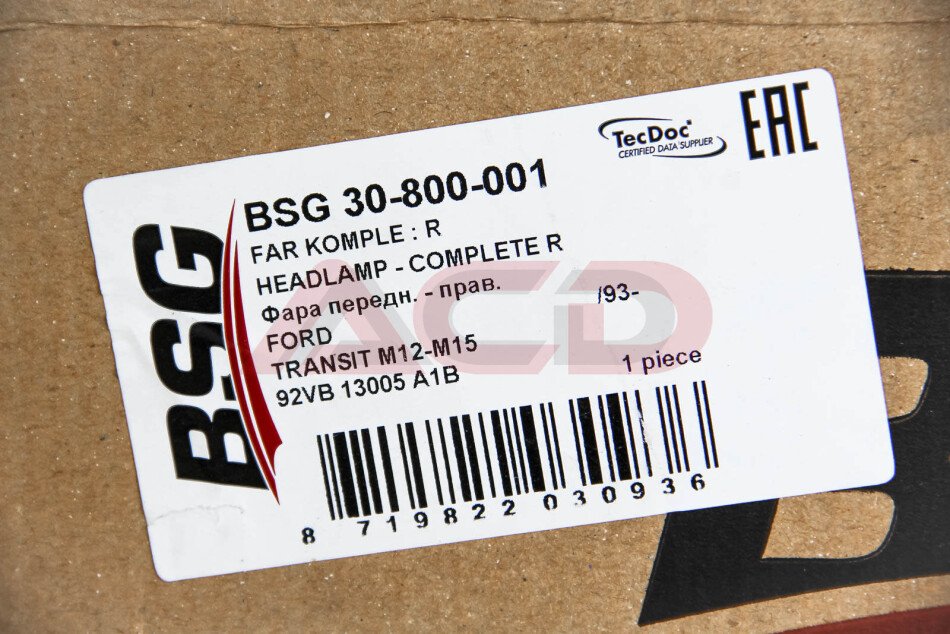 BSG
TecDoc
CERTIFIED DATA SUPPLIER
EAC
BSG 30-800-001
FAR KOMPLE : R
HEADLAMP - COMPLETE R
Фара передн. - прав.
/93-
FORD
TRANSIT M12-M15
92VB 13005 A1B
1 piece
8 719822 030936
ACD